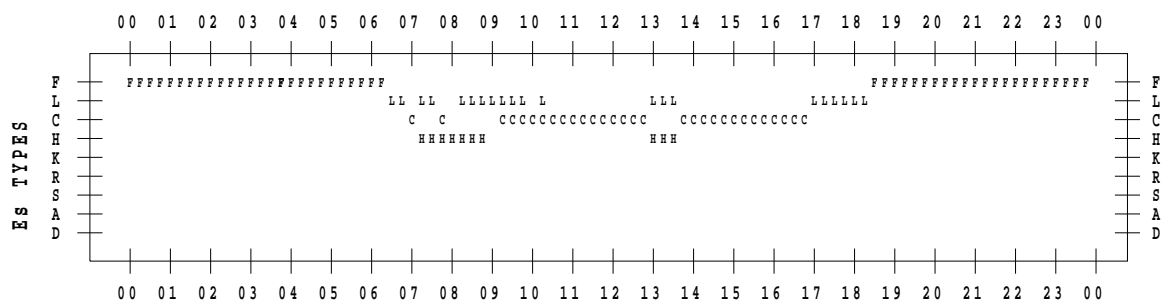 00 01 02 03 04 05 06 07 08 09 10 11 12 13 14 15 16 17 18 19 20 21 22 23 00
F FFFFFFFFFFFFFFFFFFFFFFFFFF FFFFFFFFFFFFFFFFFFFFFF F
L LL LL LLLLLLL L LLL LLLLLL L
C C C CCCCCCCCCCCCCCC CCCCCCCCCCCCC C
H HHHHHHH HHH H
K K
R R
S S
A A
D D
Es TYPES
00 01 02 03 04 05 06 07 08 09 10 11 12 13 14 15 16 17 18 19 20 21 22 23 00